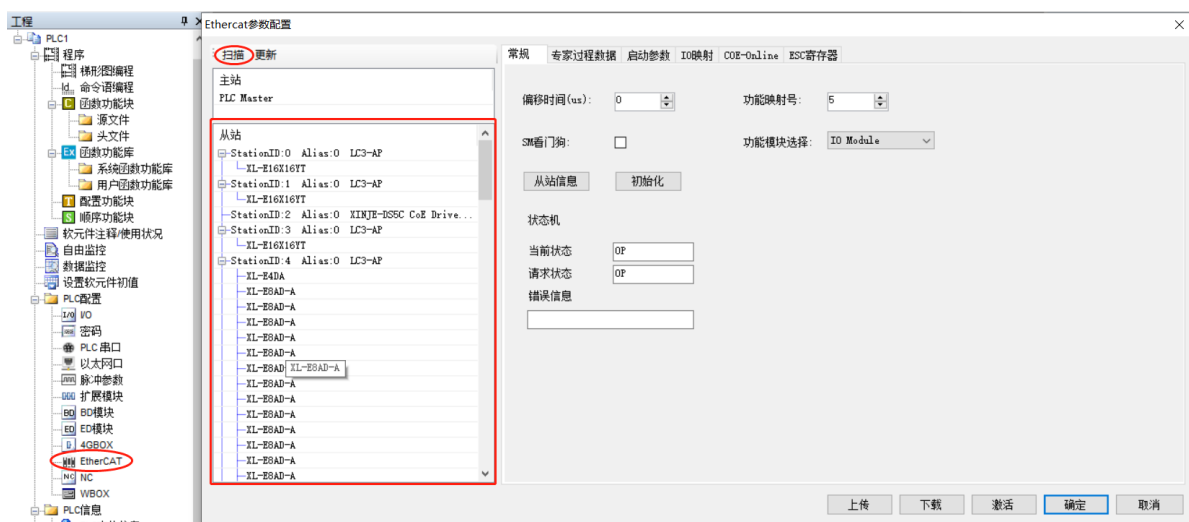 工程
PLC1
程序
梯形图编程
命令语编程
函数功能块
源文件
头文件
函数功能库
系统函数功能库
用户函数功能库
配置功能块
顺序功能块
软元件注释/使用状况
自由监控
数据监控
设置软元件初值
PLC配置
I/O
密码
PLC 串口
以太网口
脉冲参数
扩展模块
BD模块
ED模块
4GBOX
EtherCAT
NC
WBOX
PLC信息
Ethercat参数配置
扫描 更新
主站
PLC Master
从站
StationID:0 Alias:0 LC3-AP
XL-E16X16YT
StationID:1 Alias:0 LC3-AP
XL-E16X16YT
StationID:2 Alias:0 XINJE-DS5C CoE Drive...
StationID:3 Alias:0 LC3-AP
XL-E16X16YT
StationID:4 Alias:0 LC3-AP
XL-E4DA
XL-E8AD-A
XL-E8AD-A
XL-E8AD-A
XL-E8AD-A
XL-E8AD-A
XL-E8AD XL-E8AD-A
XL-E8AD-A
XL-E8AD-A
XL-E8AD-A
XL-E8AD-A
XL-E8AD-A
XL-E8AD-A
XL-E8AD-A
常规 专家过程数据 启动参数 IO映射 COE-Online ESC寄存器
偏移时间(us): 0 功能映射号: 5
SM看门狗: 功能模块选择: IO Module
从站信息 初始化
状态机
当前状态 OP
请求状态 OP
错误信息
上传 下载 激活 确定 取消